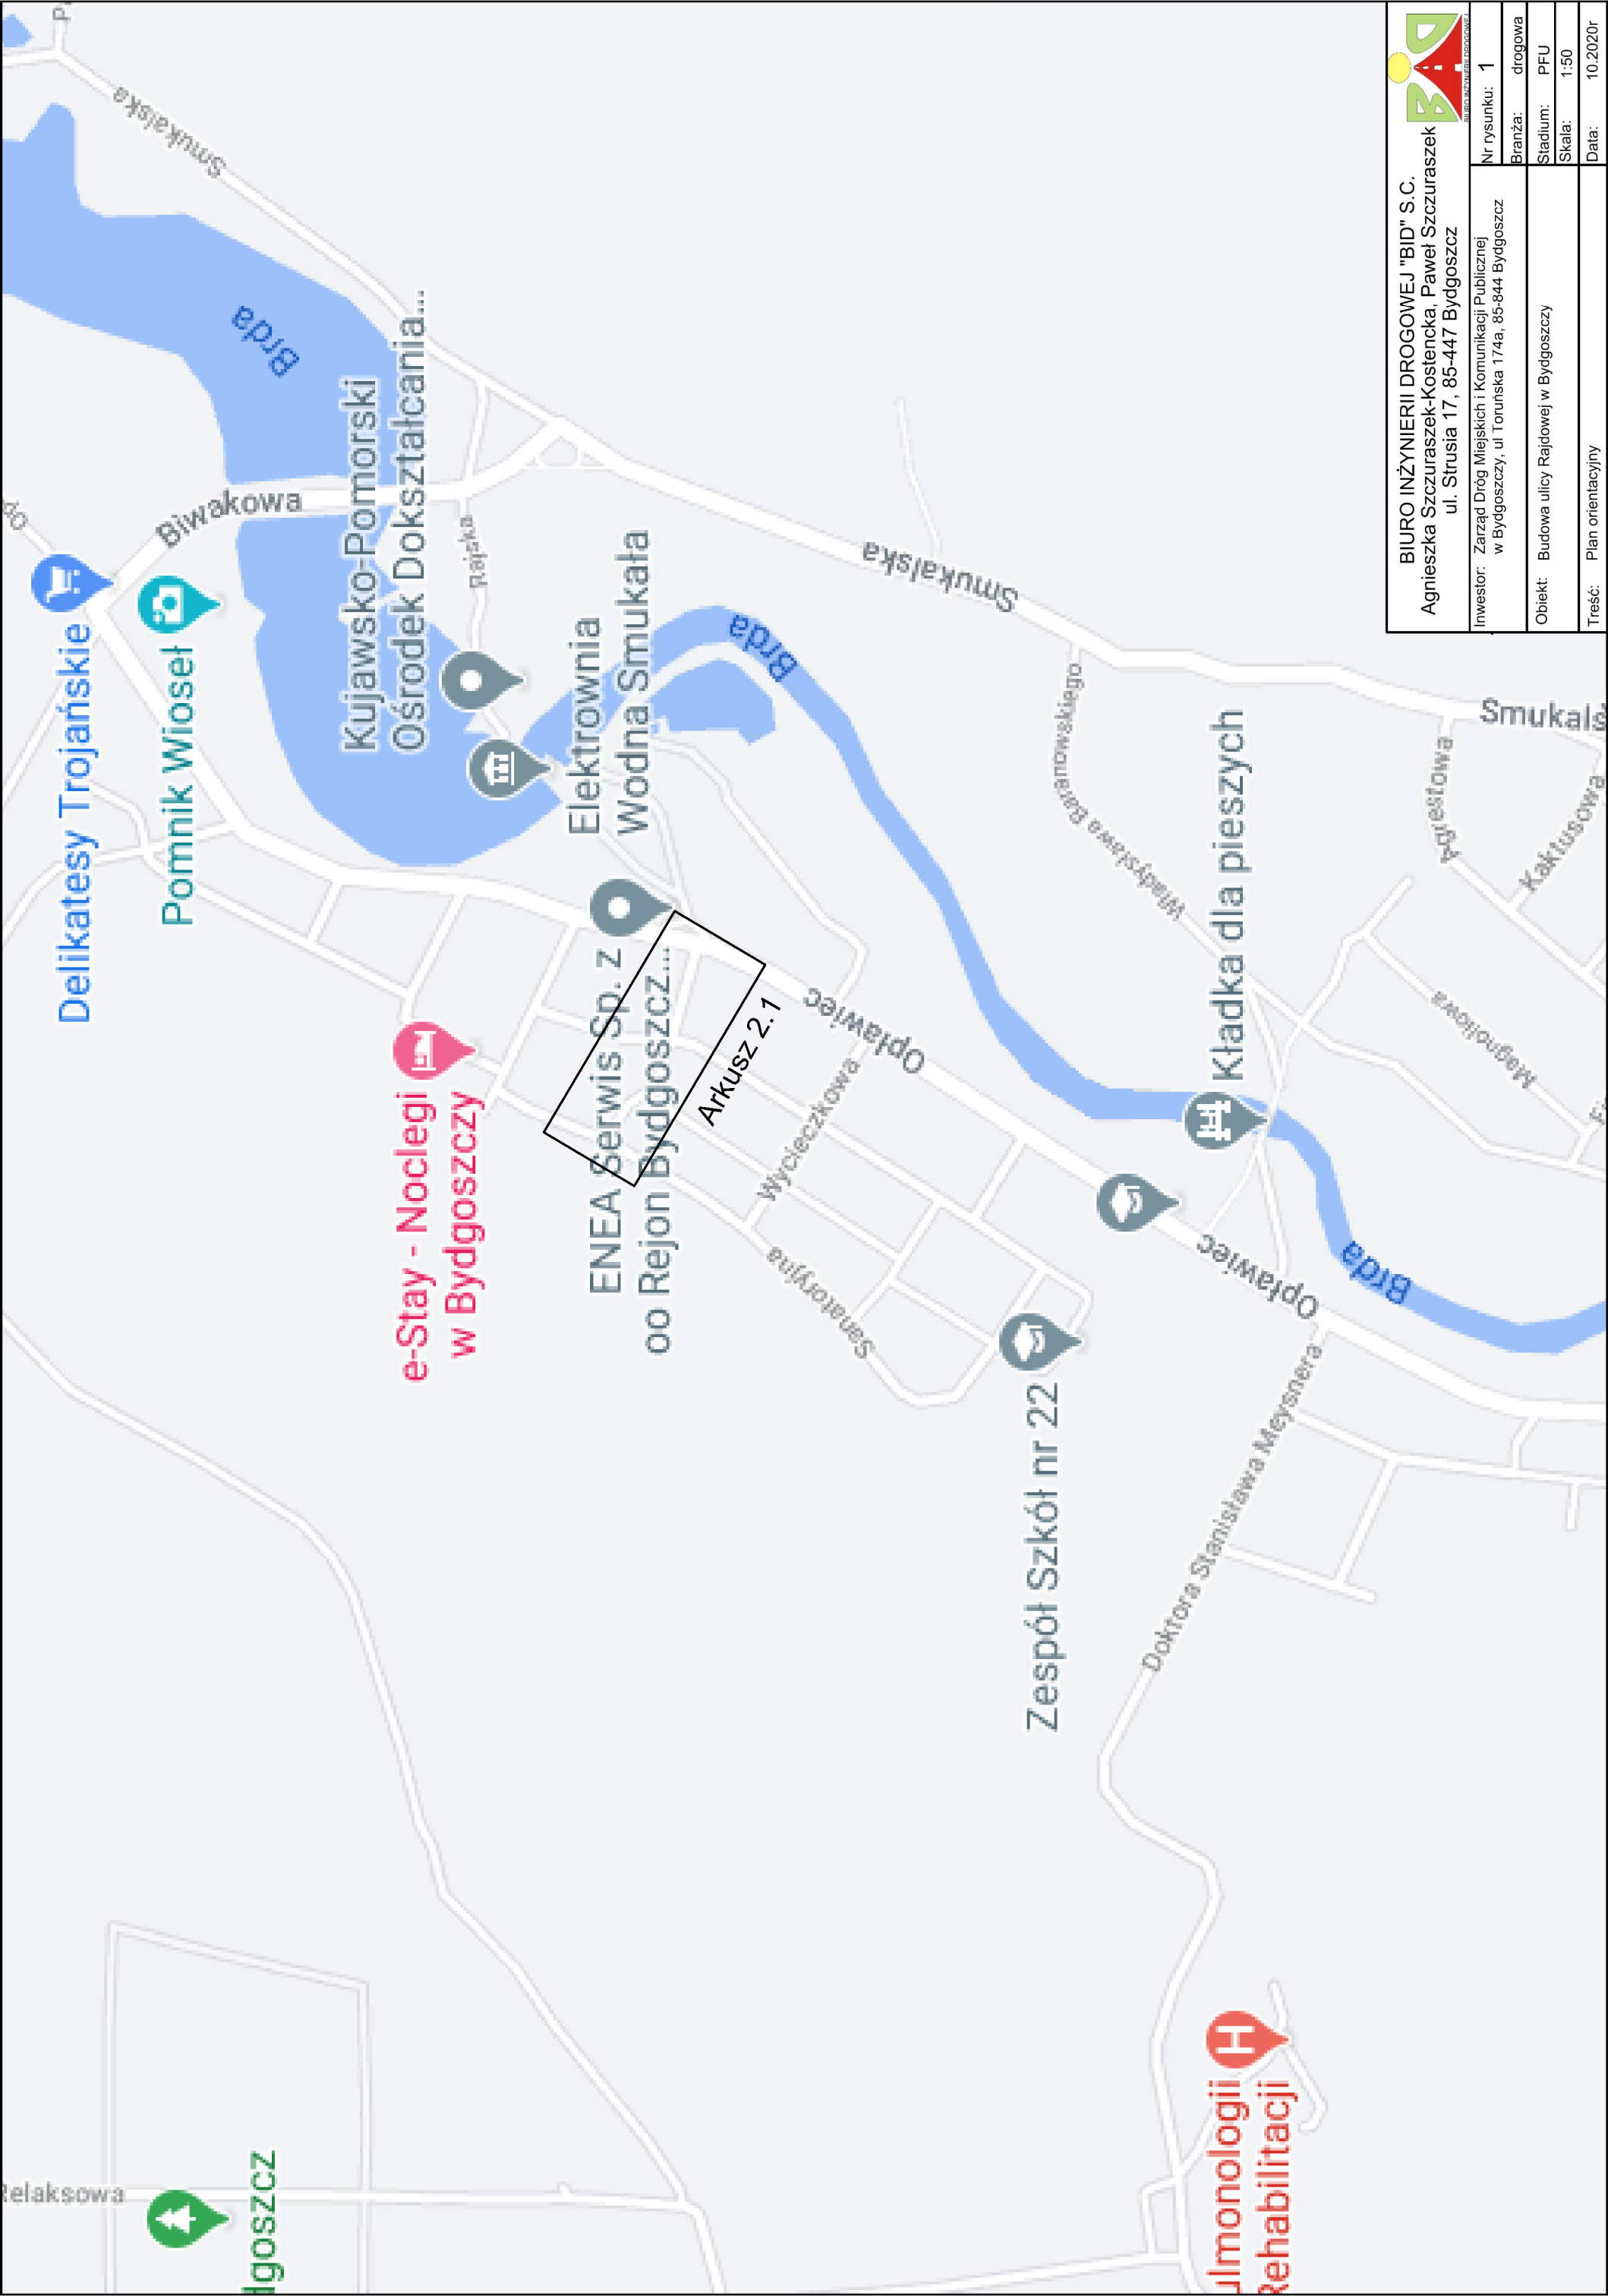 Relaksowa
dgoszcz
Delikatesy Trojańskie
Pomnik Wioseł
Biwakowa
Smukalska
Brda
Kujawsko-Pomorski
Ośrodek Dokształcania...
Rajska
Elektrownia
Wodna Smukała
e-Stay - Noclegi
w Bydgoszczy
ENEA Serwis Sp. z
oo Rejon Bydgoszcz...
Arkusz 2.1
Opławiec
Wycieczkowa
Sanatoryjna
Brda
Smukalska
Władysława Baranowskiego
Zespół Szkół nr 22
Kładka dla pieszych
Opławiec
Brda
Doktora Stanisława Meysnera
Magnoliowa
Agrestowa
Kaktusowa
Smukals
ulmonologii
Rehabilitacji
BIURO INŻYNIERII DROGOWEJ "BID" S.C.
Agnieszka Szczuraszek-Kostencka, Paweł Szczuraszek
ul. Strusia 17, 85-447 Bydgoszcz
BIURO INŻYNIERII DROGOWEJ
Inwestor: Zarząd Dróg Miejskich i Komunikacji Publicznej
w Bydgoszczy, ul Toruńska 174a, 85-844 Bydgoszcz
Nr rysunku: 1
Branża: drogowa
Obiekt: Budowa ulicy Rajdowej w Bydgoszczy
Stadium: PFU
Skala: 1:50
Treść: Plan orientacyjny
Data: 10.2020r